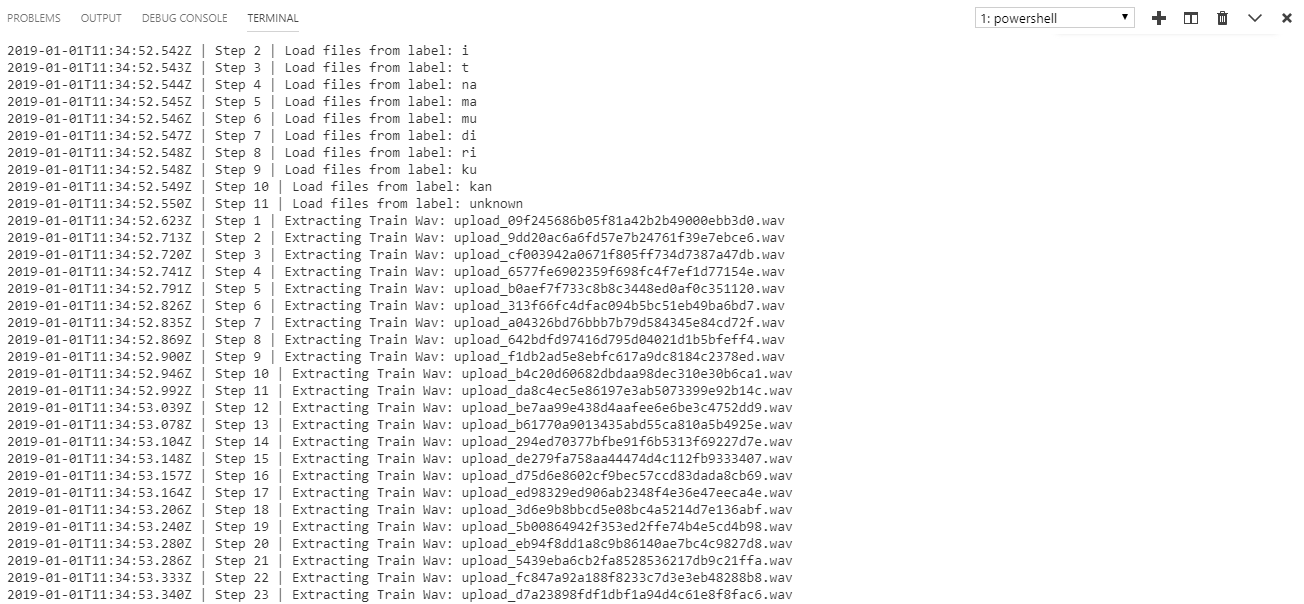 PROBLEMS OUTPUT DEBUG CONSOLE TERMINAL 1: powershell
2019-01-01T11:34:52.542Z | Step 2 | Load files from label: i
2019-01-01T11:34:52.543Z | Step 3 | Load files from label: t
2019-01-01T11:34:52.544Z | Step 4 | Load files from label: na
2019-01-01T11:34:52.545Z | Step 5 | Load files from label: ma
2019-01-01T11:34:52.546Z | Step 6 | Load files from label: mu
2019-01-01T11:34:52.547Z | Step 7 | Load files from label: di
2019-01-01T11:34:52.548Z | Step 8 | Load files from label: ri
2019-01-01T11:34:52.548Z | Step 9 | Load files from label: ku
2019-01-01T11:34:52.549Z | Step 10 | Load files from label: kan
2019-01-01T11:34:52.550Z | Step 11 | Load files from label: unknown
2019-01-01T11:34:52.623Z | Step 1 | Extracting Train Wav: upload_09f245686b05f81a42b2b49000ebb3d0.wav
2019-01-01T11:34:52.713Z | Step 2 | Extracting Train Wav: upload_9dd20ac6a6fd57e7b24761f39e7ebce6.wav
2019-01-01T11:34:52.720Z | Step 3 | Extracting Train Wav: upload_cf003942a0671f805ff734d7387a47db.wav
2019-01-01T11:34:52.741Z | Step 4 | Extracting Train Wav: upload_6577fe6902359f698fc4f7ef1d77154e.wav
2019-01-01T11:34:52.791Z | Step 5 | Extracting Train Wav: upload_b0aef7f733c8b8c3448ed0af0c351120.wav
2019-01-01T11:34:52.826Z | Step 6 | Extracting Train Wav: upload_313f66fc4dfac094b5bc51eb49ba6bd7.wav
2019-01-01T11:34:52.835Z | Step 7 | Extracting Train Wav: upload_a04326bd76bbb7b79d584345e84cd72f.wav
2019-01-01T11:34:52.869Z | Step 8 | Extracting Train Wav: upload_642bdfd97416d795d04021d1b5bfeff4.wav
2019-01-01T11:34:52.900Z | Step 9 | Extracting Train Wav: upload_f1db2ad5e8ebfc617a9dc8184c2378ed.wav
2019-01-01T11:34:52.946Z | Step 10 | Extracting Train Wav: upload_b4c20d60682dbdaa98dec310e30b6ca1.wav
2019-01-01T11:34:52.992Z | Step 11 | Extracting Train Wav: upload_da8c4ec5e86197e3ab5073399e92b14c.wav
2019-01-01T11:34:53.039Z | Step 12 | Extracting Train Wav: upload_be7aa99e438d4aafee6e6be3c4752dd9.wav
2019-01-01T11:34:53.078Z | Step 13 | Extracting Train Wav: upload_b61770a9013435abd55ca810a5b4925e.wav
2019-01-01T11:34:53.104Z | Step 14 | Extracting Train Wav: upload_294ed70377bfbe91f6b5313f69227d7e.wav
2019-01-01T11:34:53.148Z | Step 15 | Extracting Train Wav: upload_de279fa758aa44474d4c112fb9333407.wav
2019-01-01T11:34:53.157Z | Step 16 | Extracting Train Wav: upload_d75d6e8602cf9bec57ccd83dada8cb69.wav
2019-01-01T11:34:53.164Z | Step 17 | Extracting Train Wav: upload_ed98329ed906ab2348f4e36e47eeca4e.wav
2019-01-01T11:34:53.206Z | Step 18 | Extracting Train Wav: upload_3d6e9b8bbcd5e08bc4a5214d7e136abf.wav
2019-01-01T11:34:53.240Z | Step 19 | Extracting Train Wav: upload_5b00864942f353ed2ffe74b4e5cd4b98.wav
2019-01-01T11:34:53.280Z | Step 20 | Extracting Train Wav: upload_eb94f8dd1a8c9b86140ae7bc4c9827d8.wav
2019-01-01T11:34:53.286Z | Step 21 | Extracting Train Wav: upload_5439eba6cb2fa8528536217db9c21ffa.wav
2019-01-01T11:34:53.333Z | Step 22 | Extracting Train Wav: upload_fc847a92a188f8233c7d3e3eb48288b8.wav
2019-01-01T11:34:53.340Z | Step 23 | Extracting Train Wav: upload_d7a23898fdf1dbf1a94d4c61e8f8fac6.wav